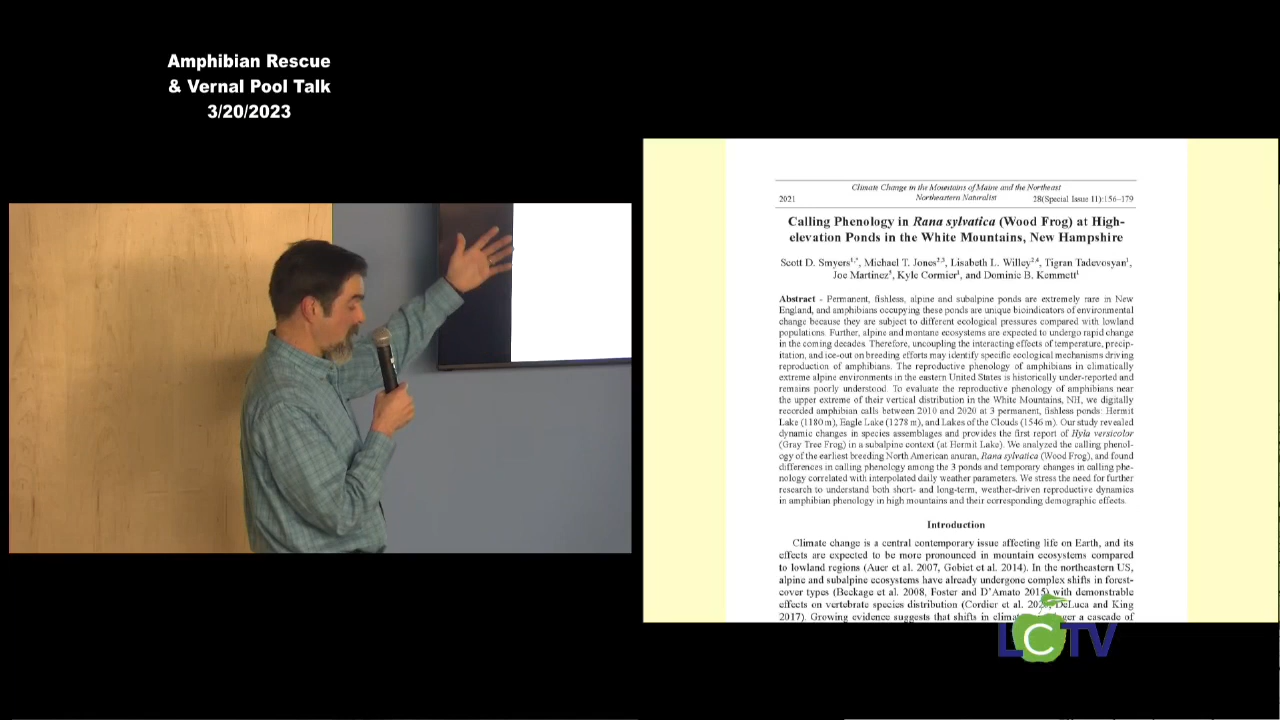 Amphibian Rescue
& Vernal Pool Talk
3/20/2023
Climate Change in the Mountains of Maine and the Northeast
2021 Northeastern Naturalist 28(Special Issue 11):156–179
Calling Phenology in Rana sylvatica (Wood Frog) at High-
elevation Ponds in the White Mountains, New Hampshire
Scott D. Smyers1,*, Michael T. Jones2,3, Lisabeth L. Willey2,4, Tigran Tadevosyan1,
Joe Martinez5, Kyle Cormier1, and Dominic B. Kemmett1
Abstract - Permanent, fishless, alpine and subalpine ponds are extremely rare in New
England, and amphibians occupying these ponds are unique bioindicators of environmental
change because they are subject to different ecological pressures compared with lowland
populations. Further, alpine and montane ecosystems are expected to undergo rapid change
in the coming decades. Therefore, uncoupling the interacting effects of temperature, precip-
itation, and ice-out on breeding efforts may identify specific ecological mechanisms driving
reproduction of amphibians. The reproductive phenology of amphibians in climatically
extreme alpine environments in the eastern United States is historically under-reported and
remains poorly understood. To evaluate the reproductive phenology of amphibians near
the upper extreme of their vertical distribution in the White Mountains, NH, we digitally
recorded amphibian calls between 2010 and 2020 at 3 permanent, fishless ponds: Hermit
Lake (1180 m), Eagle Lake (1278 m), and Lakes of the Clouds (1546 m). Our study revealed
dynamic changes in species assemblages and provides the first report of Hyla versicolor
(Gray Tree Frog) in a subalpine context (at Hermit Lake). We analyzed the calling phenol-
ogy of the earliest breeding North American anuran, Rana sylvatica (Wood Frog), and found
differences in calling phenology among the 3 ponds and temporary changes in calling phe-
nology correlated with interpolated daily weather parameters. We stress the need for further
research to understand both short- and long-term, weather-driven reproductive dynamics
in amphibian phenology in high mountains and their corresponding demographic effects.
Introduction
Climate change is a central contemporary issue affecting life on Earth, and its
effects are expected to be more pronounced in mountain ecosystems compared
to lowland regions (Auer et al. 2007, Gobiet et al. 2014). In the northeastern US,
alpine and subalpine ecosystems have already undergone complex shifts in forest-
cover types (Beckage et al. 2008, Foster and D'Amato 2015) with demonstrable
effects on vertebrate species distribution (Cordier et al. DeLuca and King
2017). Growing evidence suggests that shifts in a cascade of
LCTV